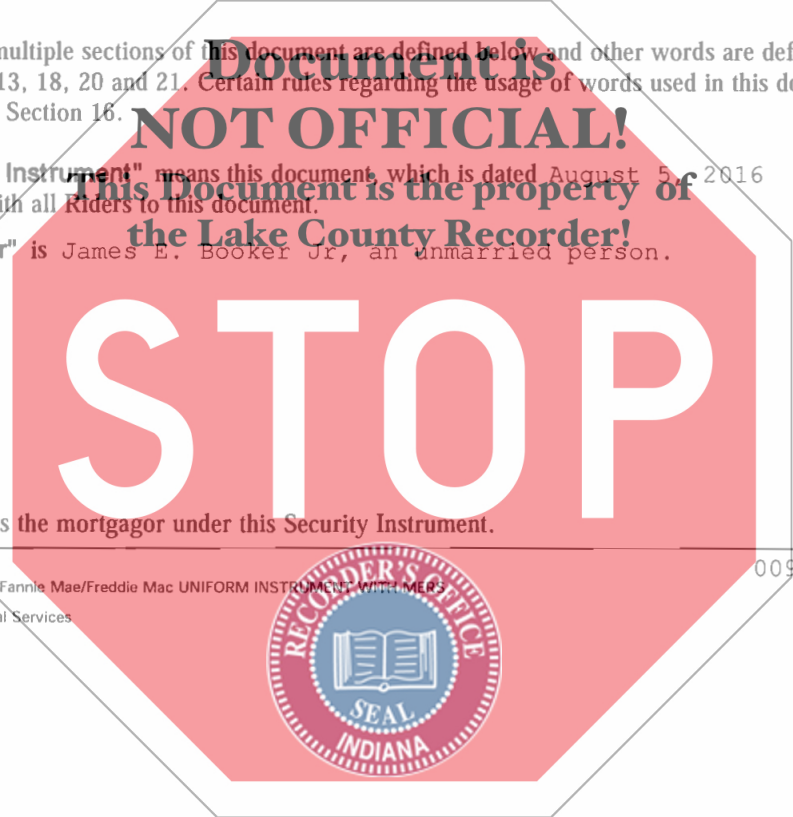 multiple sections of this document are defined below and other words are def
13, 18, 20 and 21. Certain rules regarding the usage of words used in this do
Section 16.
Instrument" means this document, which is dated August 5, 2016
ith all Riders to this document.
r" is James E. Booker Jr, an unmarried person.
Document is
NOT OFFICIAL!
This Document is the property of
the Lake County Recorder!
STOP
s the mortgagor under this Security Instrument.
009
Fannie Mae/Freddie Mac UNIFORM INSTRUMENT WITH MERS
al Services
RECORDER'S OFFICE
SEAL
INDIANA